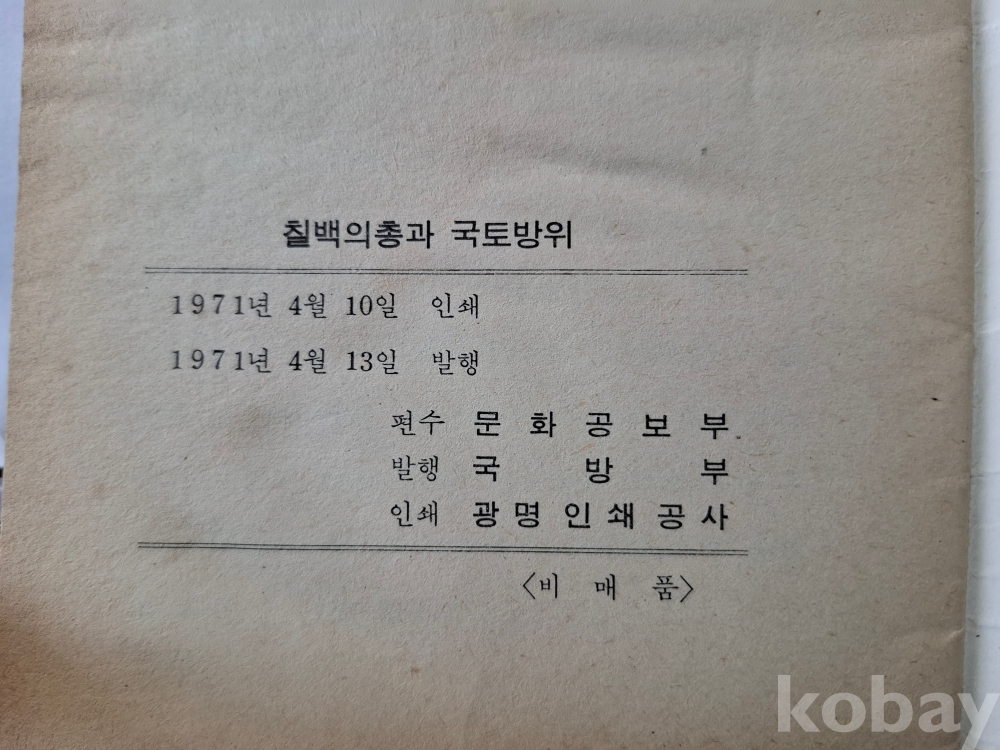 칠백의총과 국토방위
1971년 4월 10일 인쇄
1971년 4월 13일 발행
편수 문 화 공 보 부
발행 국 방 부
인쇄 광 명 인 쇄 공 사
〈비 매 품〉
kobay